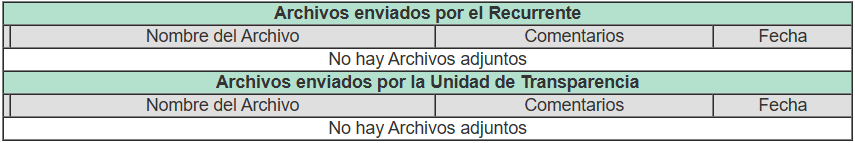 Archivos enviados por el Recurrente
Nombre del Archivo Comentarios Fecha
No hay Archivos adjuntos
Archivos enviados por la Unidad de Transparencia
Nombre del Archivo Comentarios Fecha
No hay Archivos adjuntos